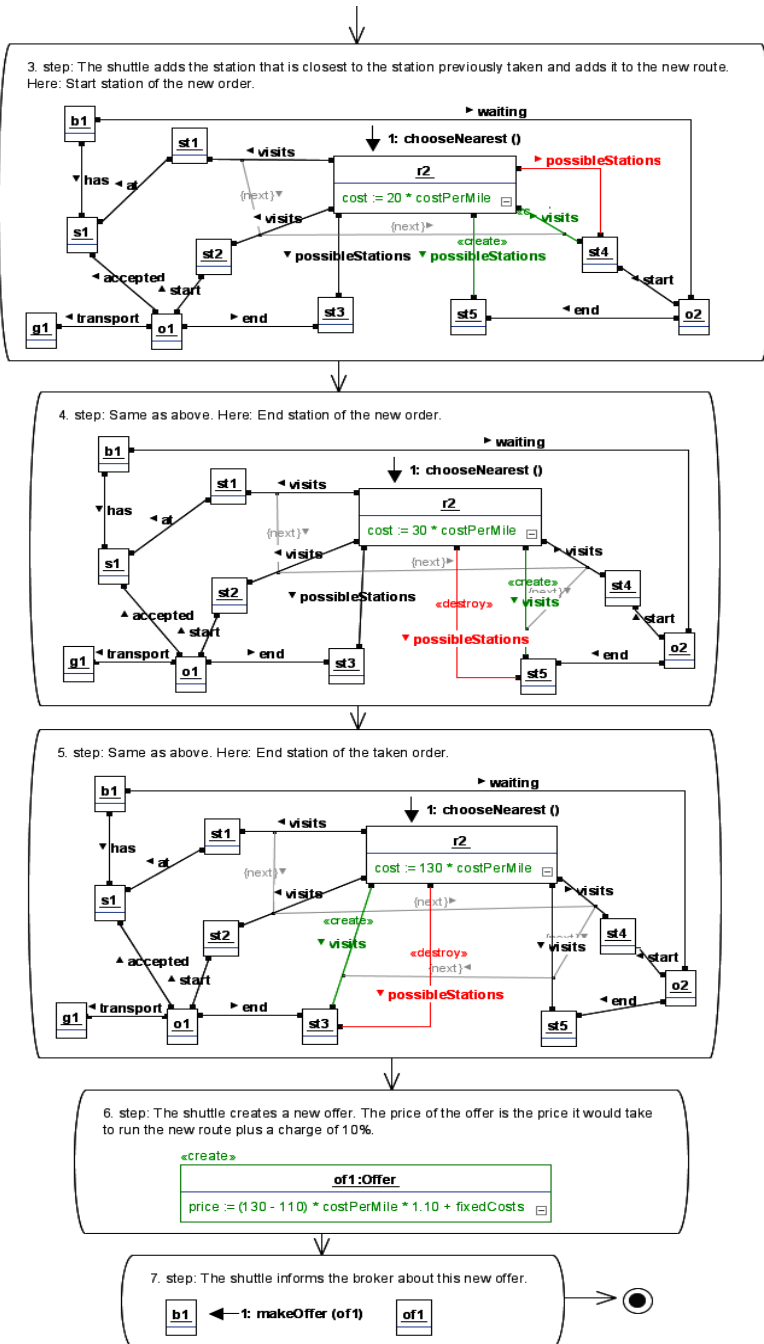 3. step: The shuttle adds the station that is closest to the station previously taken and adds it to the new route.
Here: Start station of the new order.
b1
► waiting
st1
1: chooseNearest ()
◄ visits
r2
► possibleStations
▼ has
◄ at
{next}▼
cost := 20 * costPerMile
◄ visits
► visits
s1
{next}►
st2
«create»
st4
▼ possibleStations
▼ possibleStations
◄ accepted
▲ start
◄ start
g1
◄ transport
o1
► end
st3
st5
◄ end
o2
4. step: Same as above. Here: End station of the new order.
b1
► waiting
1: chooseNearest ()
st1
◄ visits
r2
▼ has
◄ at
{next}▼
cost := 30 * costPerMile
◄ visits
► visits
s1
{next}►
«create»
{next}▼
st4
st2
▼ possibleStations
«destroy»
▼ visits
▲ accepted
▲ start
▲ start
▼ possibleStations
g1
◄ transport
o1
► end
st3
st5
◄ end
o2
5. step: Same as above. Here: End station of the taken order.
b1
► waiting
1: chooseNearest ()
st1
◄ visits
r2
▼ has
◄ at
{next}▼
cost := 130 * costPerMile
◄ visits
► visits
s1
{next}►
«create»
st2
▼ visits
▼ visits
st4
▲ accepted
«destroy»
◄ start
▲ start
{next}◄
▼ possibleStations
o2
g1
◄ transport
o1
► end
st3
st5
◄ end
6. step: The shuttle creates a new offer. The price of the offer is the price it would take
to run the new route plus a charge of 10%.
«create»
of1:Offer
price := (130 - 110) * costPerMile * 1.10 + fixedCosts
7. step: The shuttle informs the broker about this new offer.
b1
1: makeOffer (of1)
of1